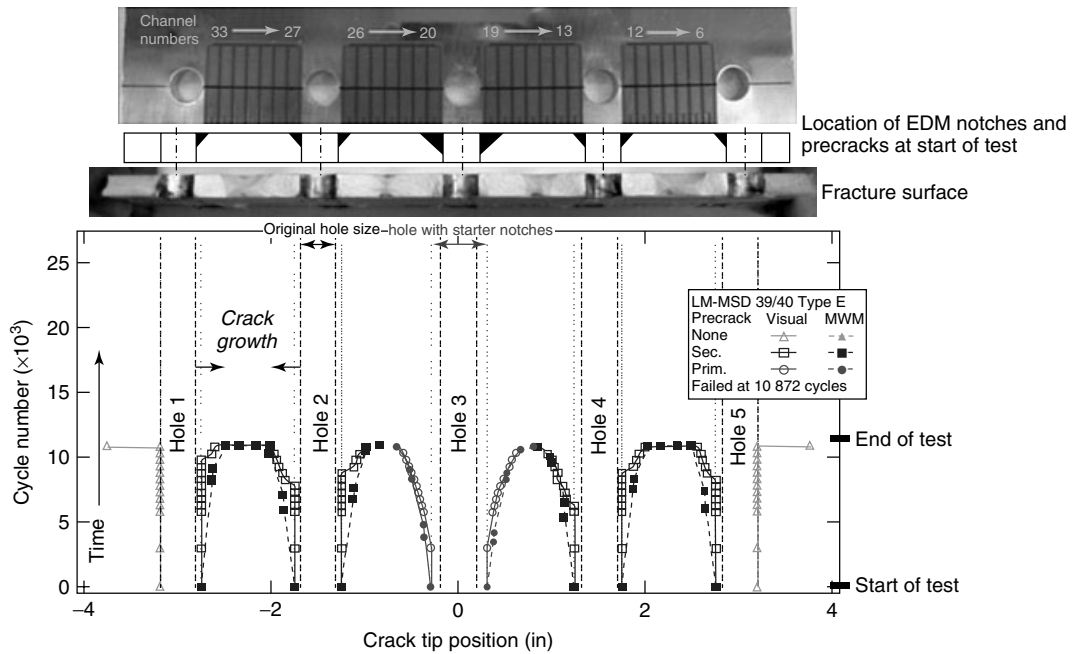 Channel
numbers
33 27
26 20
19 13
12 6
Location of EDM notches and
precracks at start of test
Fracture surface
Original hole size
hole with starter notches
25
20
15
10
5
0
Cycle number (×10³)
Time
Crack
growth
Hole 1
Hole 2
Hole 3
Hole 4
Hole 5
LM-MSD 39/40 Type E
Precrack Visual MWM
None
Sec.
Prim.
Failed at 10 872 cycles
End of test
Start of test
−4 −2 0 2 4
Crack tip position (in)